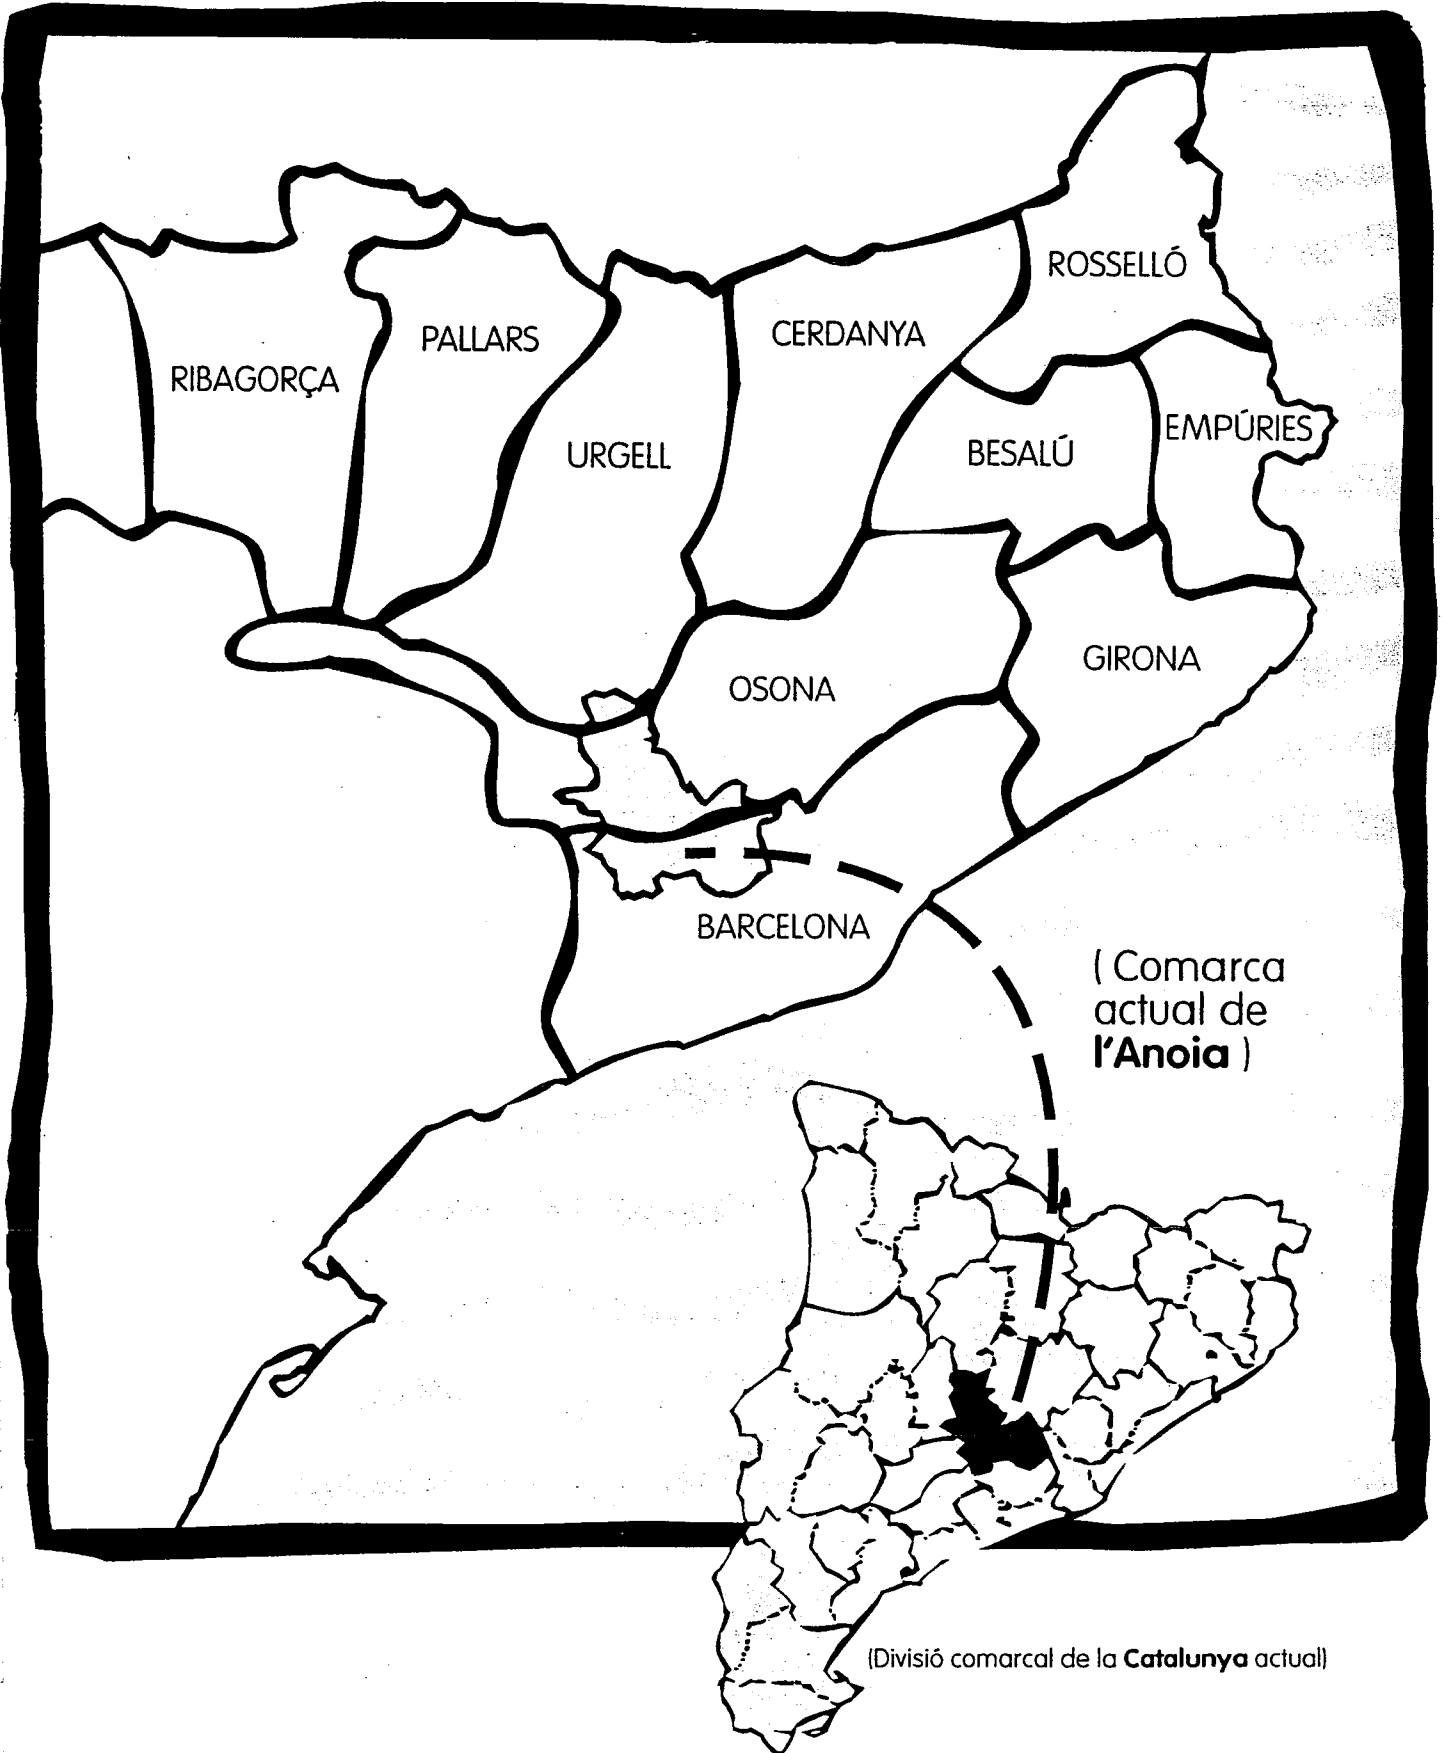 ROSSELLÓ
CERDANYA
PALLARS
RIBAGORÇA
EMPÚRIES
BESALÚ
URGELL
GIRONA
OSONA
BARCELONA
( Comarca
actual de
l'Anoia )
(Divisió comarcal de la Catalunya actual)